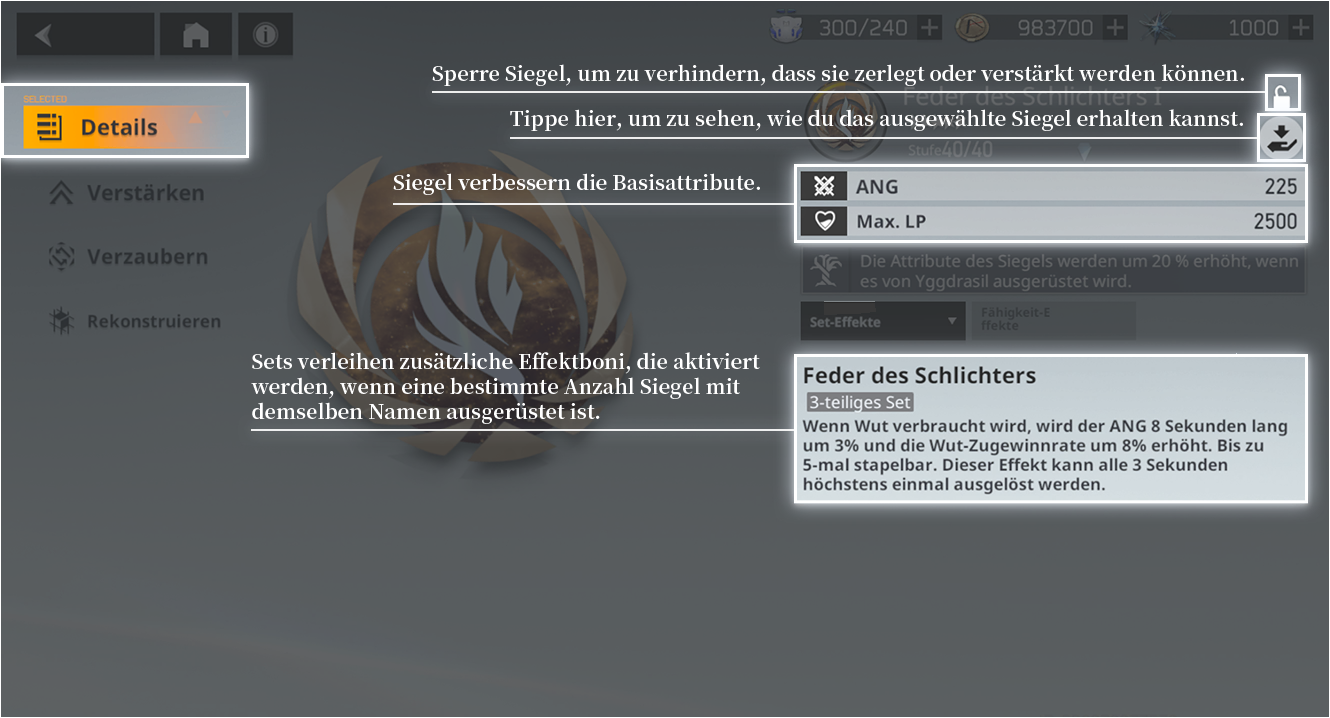 300/240
983700
1000
Sperre Siegel, um zu verhindern, dass sie zerlegt oder verstärkt werden können.
SELECTED
Details
Feder des Schlichters I
Tippe hier, um zu sehen, wie du das ausgewählte Siegel erhalten kannst.
Stufe40/40
Siegel verbessern die Basisattribute.
ANG 225
Max. LP 2500
Verstärken
Verzaubern
Rekonstruieren
Die Attribute des Siegels werden um 20 % erhöht, wenn
es von Yggdrasil ausgerüstet wird.
Set-Effekte
Fähigkeit-E
ffekte
Sets verleihen zusätzliche Effektboni, die aktiviert
werden, wenn eine bestimmte Anzahl Siegel mit
demselben Namen ausgerüstet ist.
Feder des Schlichters
3-teiliges Set
Wenn Wut verbraucht wird, wird der ANG 8 Sekunden lang
um 3% und die Wut-Zugewinnrate um 8% erhöht. Bis zu
5-mal stapelbar. Dieser Effekt kann alle 3 Sekunden
höchstens einmal ausgelöst werden.